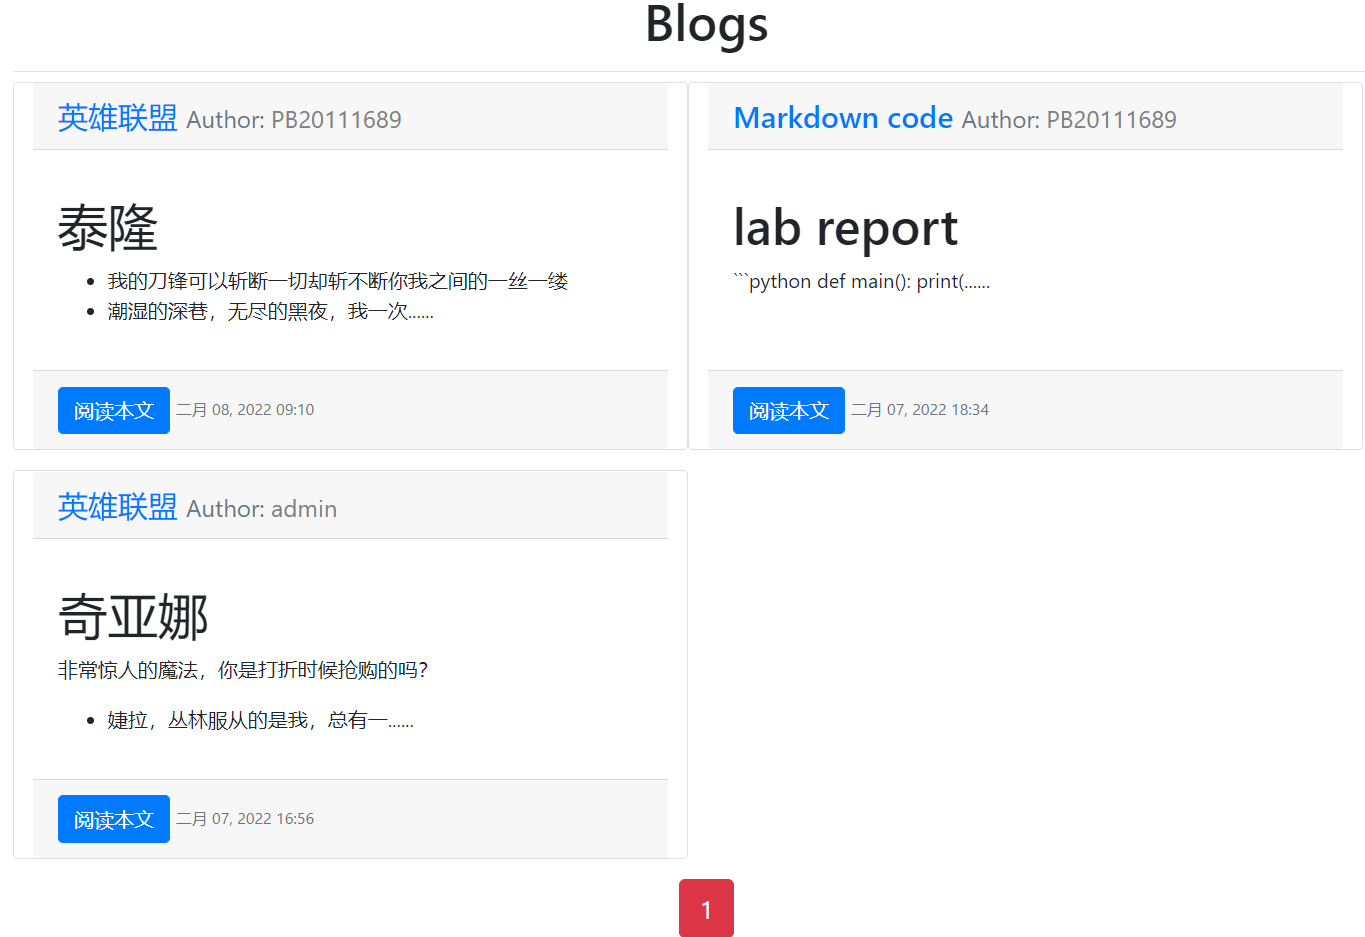 Blogs
英雄联盟 Author: PB20111689
泰隆
我的刀锋可以斩断一切却斩不断你我之间的一丝一缕
潮湿的深巷，无尽的黑夜，我一次......
阅读本文 二月 08, 2022 09:10
Markdown code Author: PB20111689
lab report
```python def main(): print(......
阅读本文 二月 07, 2022 18:34
英雄联盟 Author: admin
奇亚娜
非常惊人的魔法，你是打折时候抢购的吗？
婕拉，丛林服从的是我，总有一......
阅读本文 二月 07, 2022 16:56
1